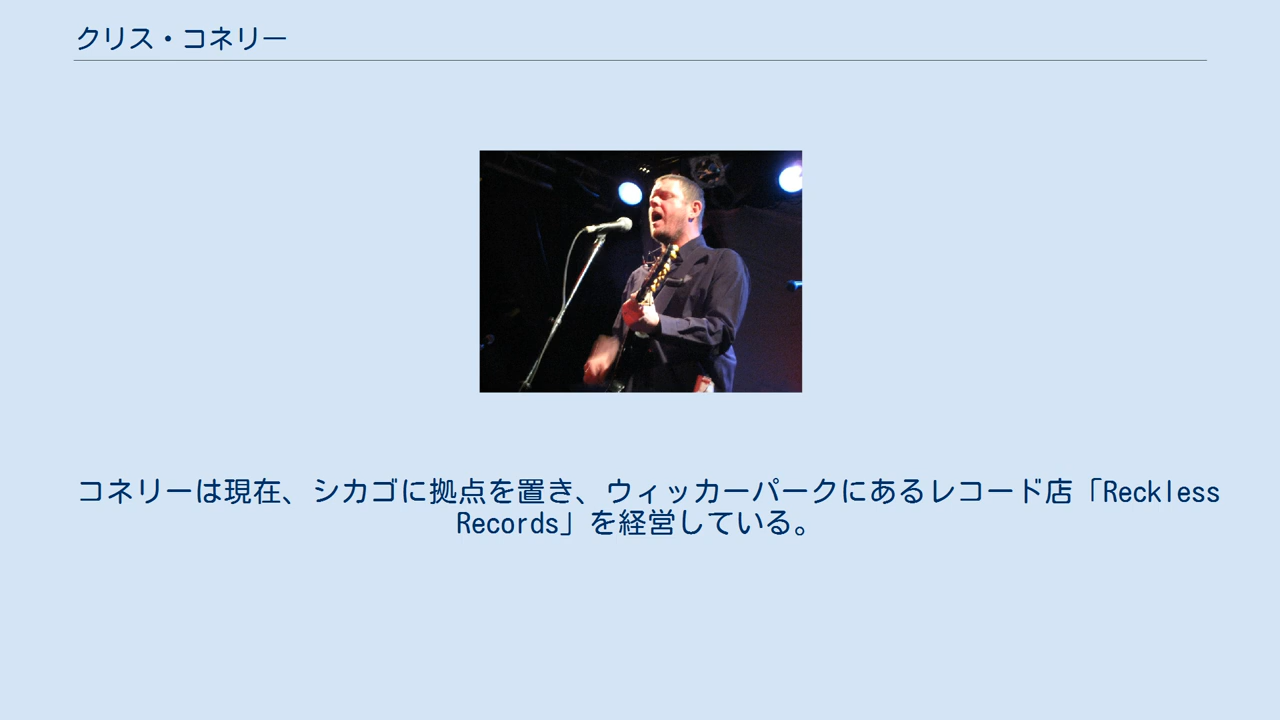 クリス・コネリー
コネリーは現在、シカゴに拠点を置き、ウィッカーパークにあるレコード店「Reckless
Records」を経営している。